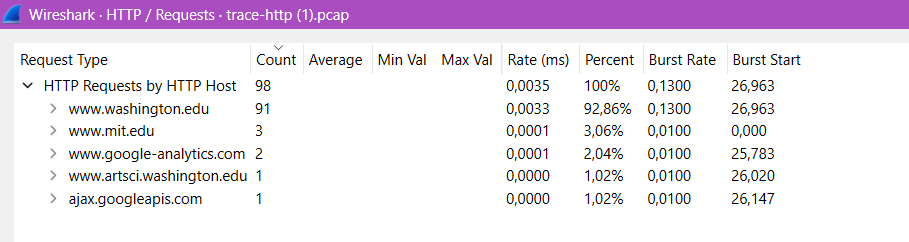 Wireshark · HTTP / Requests · trace-http (1).pcap
Request Type Count Average Min Val Max Val Rate (ms) Percent Burst Rate Burst Start
HTTP Requests by HTTP Host 98 0,0035 100% 0,1300 26,963
www.washington.edu 91 0,0033 92,86% 0,1300 26,963
www.mit.edu 3 0,0001 3,06% 0,0100 0,000
www.google-analytics.com 2 0,0001 2,04% 0,0100 25,783
www.artsci.washington.edu 1 0,0000 1,02% 0,0100 26,020
ajax.googleapis.com 1 0,0000 1,02% 0,0100 26,147